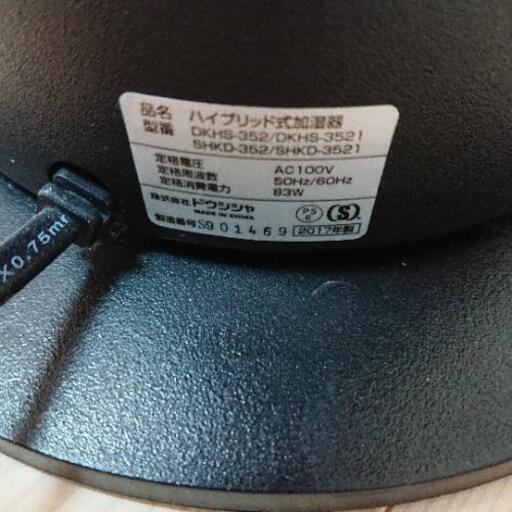 品名 ハイブリッド式加湿器
型番 DKHS-352/DKHS-3521
SHKD-352/SHKD-3521
定格電圧 AC100V
定格周波数 50Hz/60Hz
定格消費電力 83W
株式会社ドウシシャ
MADE IN CHINA
PS E
S
製造番号 S901469 2017年製
×0.75mm